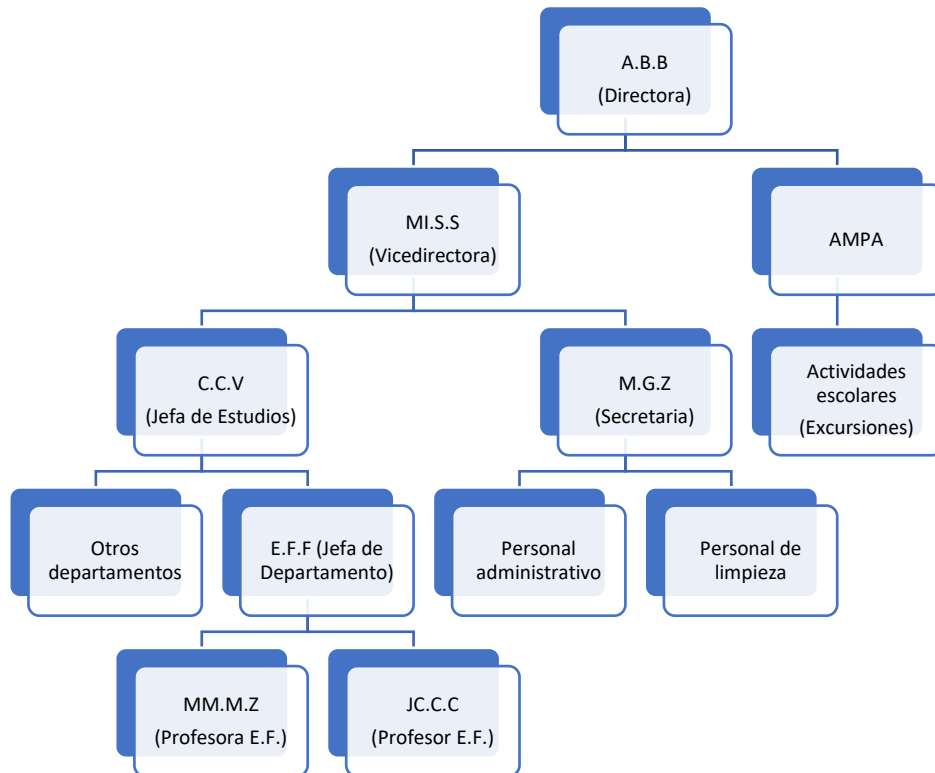 A.B.B
(Directora)
MI.S.S
(Vicedirectora)
AMPA
C.C.V
(Jefa de Estudios)
M.G.Z
(Secretaria)
Actividades
escolares
(Excursiones)
Otros
departamentos
E.F.F (Jefa de
Departamento)
Personal
administrativo
Personal de
limpieza
MM.M.Z
(Profesora E.F.)
JC.C.C
(Profesor E.F.)